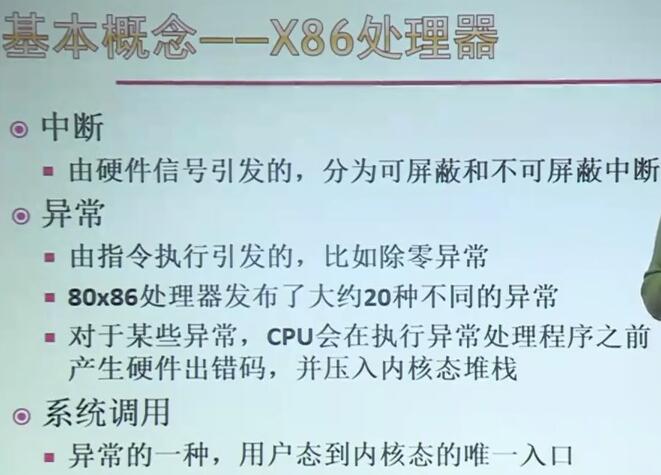 基本概念——X86处理器
中断
由硬件信号引发的，分为可屏蔽和不可屏蔽中断
异常
由指令执行引发的，比如除零异常
80x86处理器发布了大约20种不同的异常
对于某些异常，CPU会在执行异常处理程序之前
产生硬件出错码，并压入内核态堆栈
系统调用
异常的一种，用户态到内核态的唯一入口